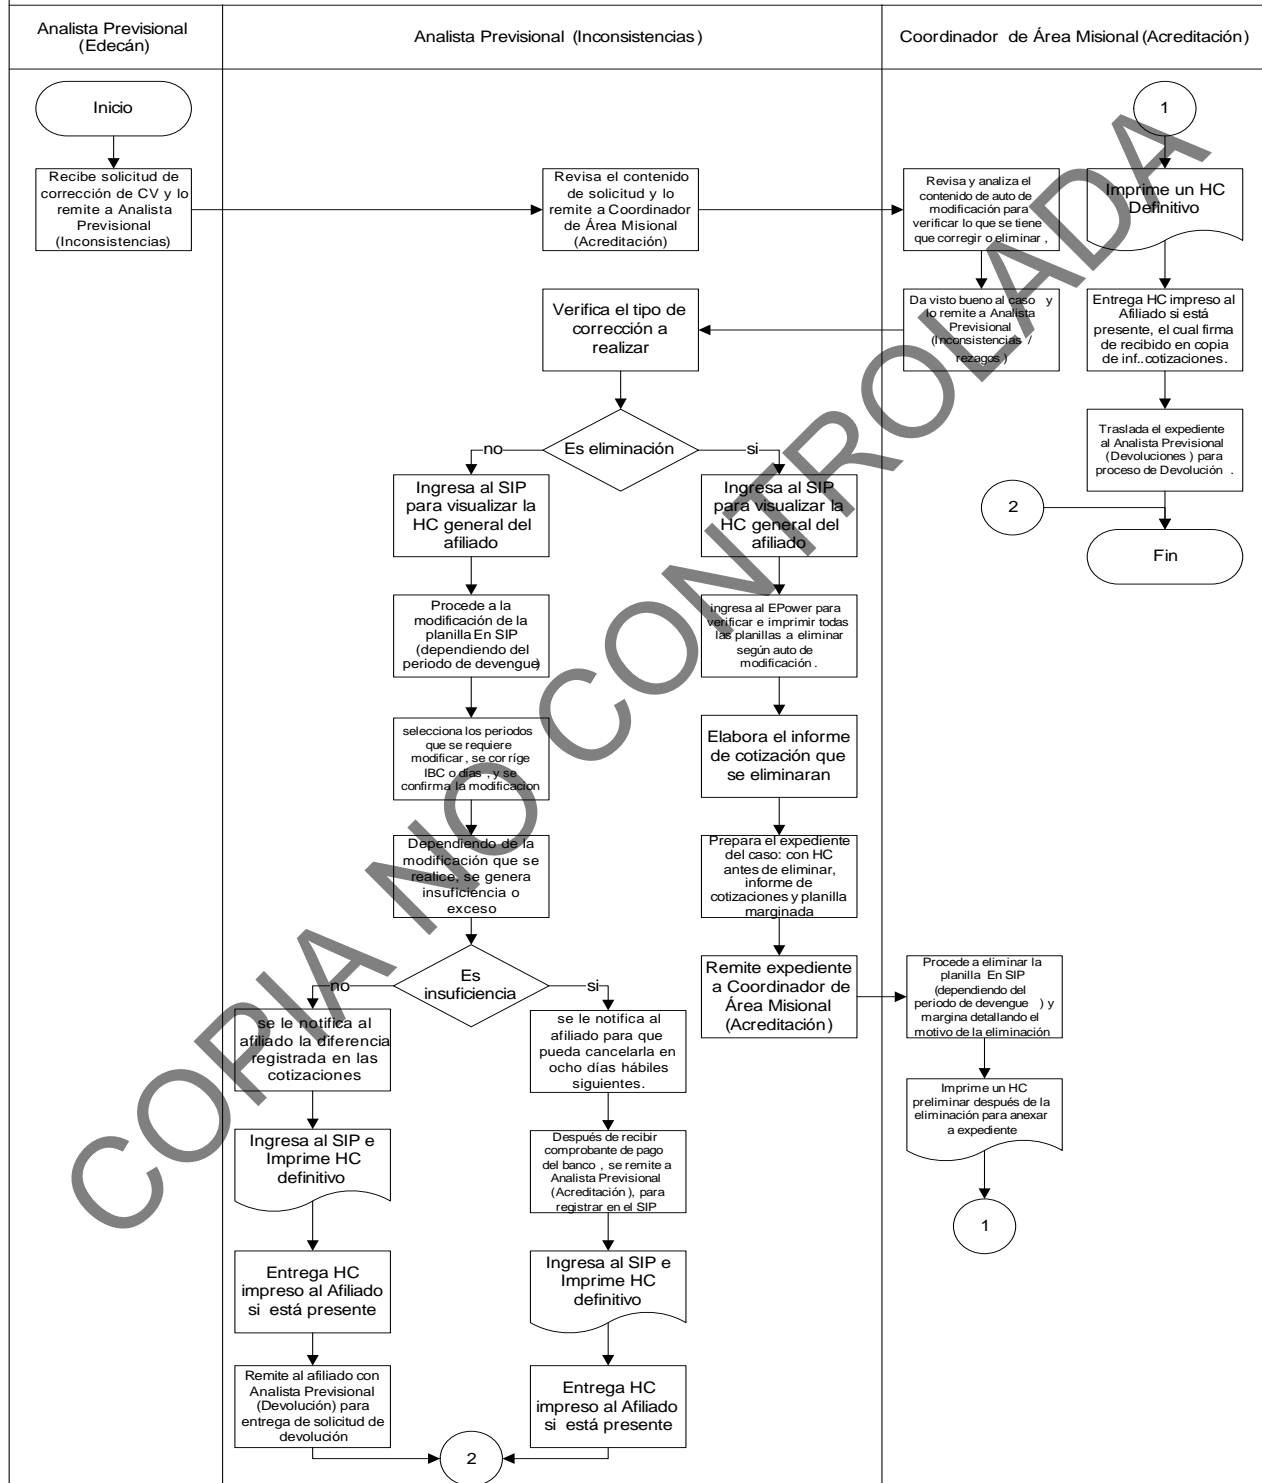 Analista Previsional
(Edecán)
Analista Previsional (Inconsistencias)
Coordinador de Área Misional (Acreditación)
Inicio
Recibe solicitud de
corrección de CV y lo
remite a Analista
Previsional
(Inconsistencias)
Revisa el contenido
de solicitud y lo
remite a Coordinador
de Área Misional
(Acreditación)
Revisa y analiza el
contenido de auto de
modificación para
verificar lo que se tiene
que corregir o eliminar ,
Da visto bueno al caso y
lo remite a Analista
Previsional
(Inconsistencias /
rezagos )
Verifica el tipo de
corrección a
realizar
Es eliminación
no
si
Ingresa al SIP
para visualizar la
HC general del
afiliado
Procede a la
modificación de la
planilla En SIP
(dependiendo del
periodo de devengue)
selecciona los periodos
que se requiere
modificar, se corríge
IBC o días , y se
confirma la modificacion
Dependiendo de la
modificación que se
realice, se genera
insuficiencia o
exceso
Es
insuficiencia
no
si
se le notifica al
afiliado la diferencia
registrada en las
cotizaciones
Ingresa al SIP e
Imprime HC
definitivo
Entrega HC
impreso al Afiliado
si está presente
Remite al afiliado con
Analista Previsional
(Devolución) para
entrega de solicitud de
devolución
se le notifica al
afiliado para que
pueda cancelarla en
ocho días hábiles
siguientes.
Después de recibir
comprobante de pago
del banco , se remite a
Analista Previsional
(Acreditación), para
registrar en el SIP
Ingresa al SIP e
Imprime HC
definitivo
Entrega HC
impreso al Afiliado
si está presente
2
Ingresa al SIP
para visualizar la
HC general del
afiliado
ingresa al EPower para
verificar e imprimir todas
las planillas a eliminar
según auto de
modificación .
Elabora el informe
de cotización que
se eliminaran
Prepara el expediente
del caso: con HC
antes de eliminar,
informe de
cotizaciones y planilla
marginada
Remite expediente
a Coordinador de
Área Misional
(Acreditación)
Procede a eliminar la
planilla En SIP
(dependiendo del
periodo de devengue ) y
margina detallando el
motivo de la eliminación
Imprime un HC
preliminar después de la
eliminación para anexar
a expediente
1
1
Imprime un HC
Definitivo
Entrega HC impreso al
Afiliado si está
presente, el cual firma
de recibido en copia
de inf..cotizaciones.
Traslada el expediente
al Analista Previsional
(Devoluciones ) para
proceso de Devolución .
2
Fin
COPIA NO CONTROLADA